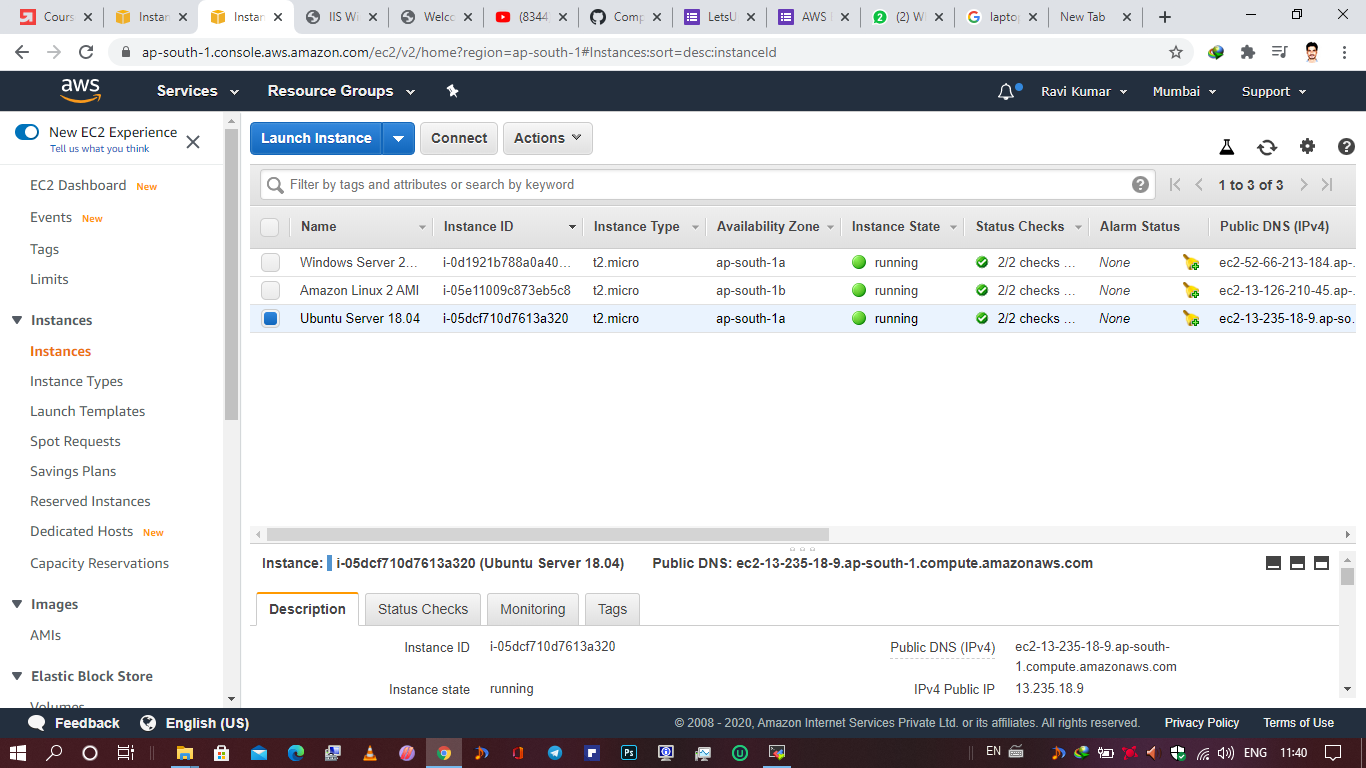 Cours
Instan
Instan
IIS Wi
Welco
(8344
Comp
LetsU
AWS
(2) W
laptop
New Tab
ap-south-1.console.aws.amazon.com/ec2/v2/home?region=ap-south-1#Instances:sort=desc:instanceId
aws
Services
Resource Groups
Ravi Kumar
Mumbai
Support
New EC2 Experience
Tell us what you think
EC2 Dashboard New
Events New
Tags
Limits
Instances
Instances
Instance Types
Launch Templates
Spot Requests
Savings Plans
Reserved Instances
Dedicated Hosts New
Capacity Reservations
Images
AMIs
Elastic Block Store
Volumes
Launch Instance
Connect
Actions
Filter by tags and attributes or search by keyword
1 to 3 of 3
Name Instance ID Instance Type Availability Zone Instance State Status Checks Alarm Status Public DNS (IPv4)
Windows Server 2... i-0d1921b788a0a40... t2.micro ap-south-1a running 2/2 checks ... None ec2-52-66-213-184.ap-...
Amazon Linux 2 AMI i-05e11009c873eb5c8 t2.micro ap-south-1b running 2/2 checks ... None ec2-13-126-210-45.ap-...
Ubuntu Server 18.04 i-05dcf710d7613a320 t2.micro ap-south-1a running 2/2 checks ... None ec2-13-235-18-9.ap-so...
Instance: i-05dcf710d7613a320 (Ubuntu Server 18.04) Public DNS: ec2-13-235-18-9.ap-south-1.compute.amazonaws.com
Description
Status Checks
Monitoring
Tags
Instance ID i-05dcf710d7613a320
Public DNS (IPv4) ec2-13-235-18-9.ap-south-
1.compute.amazonaws.com
Instance state running
IPv4 Public IP 13.235.18.9
Feedback
English (US)
© 2008 - 2020, Amazon Internet Services Private Ltd. or its affiliates. All rights reserved.
Privacy Policy
Terms of Use
EN
ENG
11:40